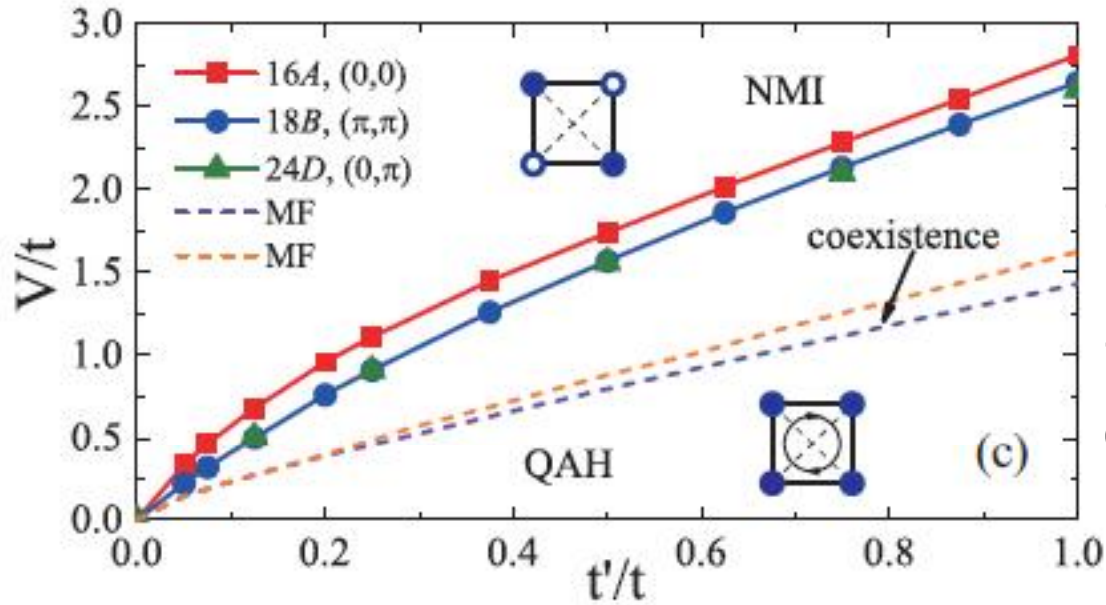 3.0
2.5
2.0
1.5
1.0
0.5
0.0
V/t
16A, (0,0)
18B, (π,π)
24D, (0,π)
MF
MF
NMI
coexistence
QAH
(c)
0.0 0.2 0.4 0.6 0.8 1.0
t'/t